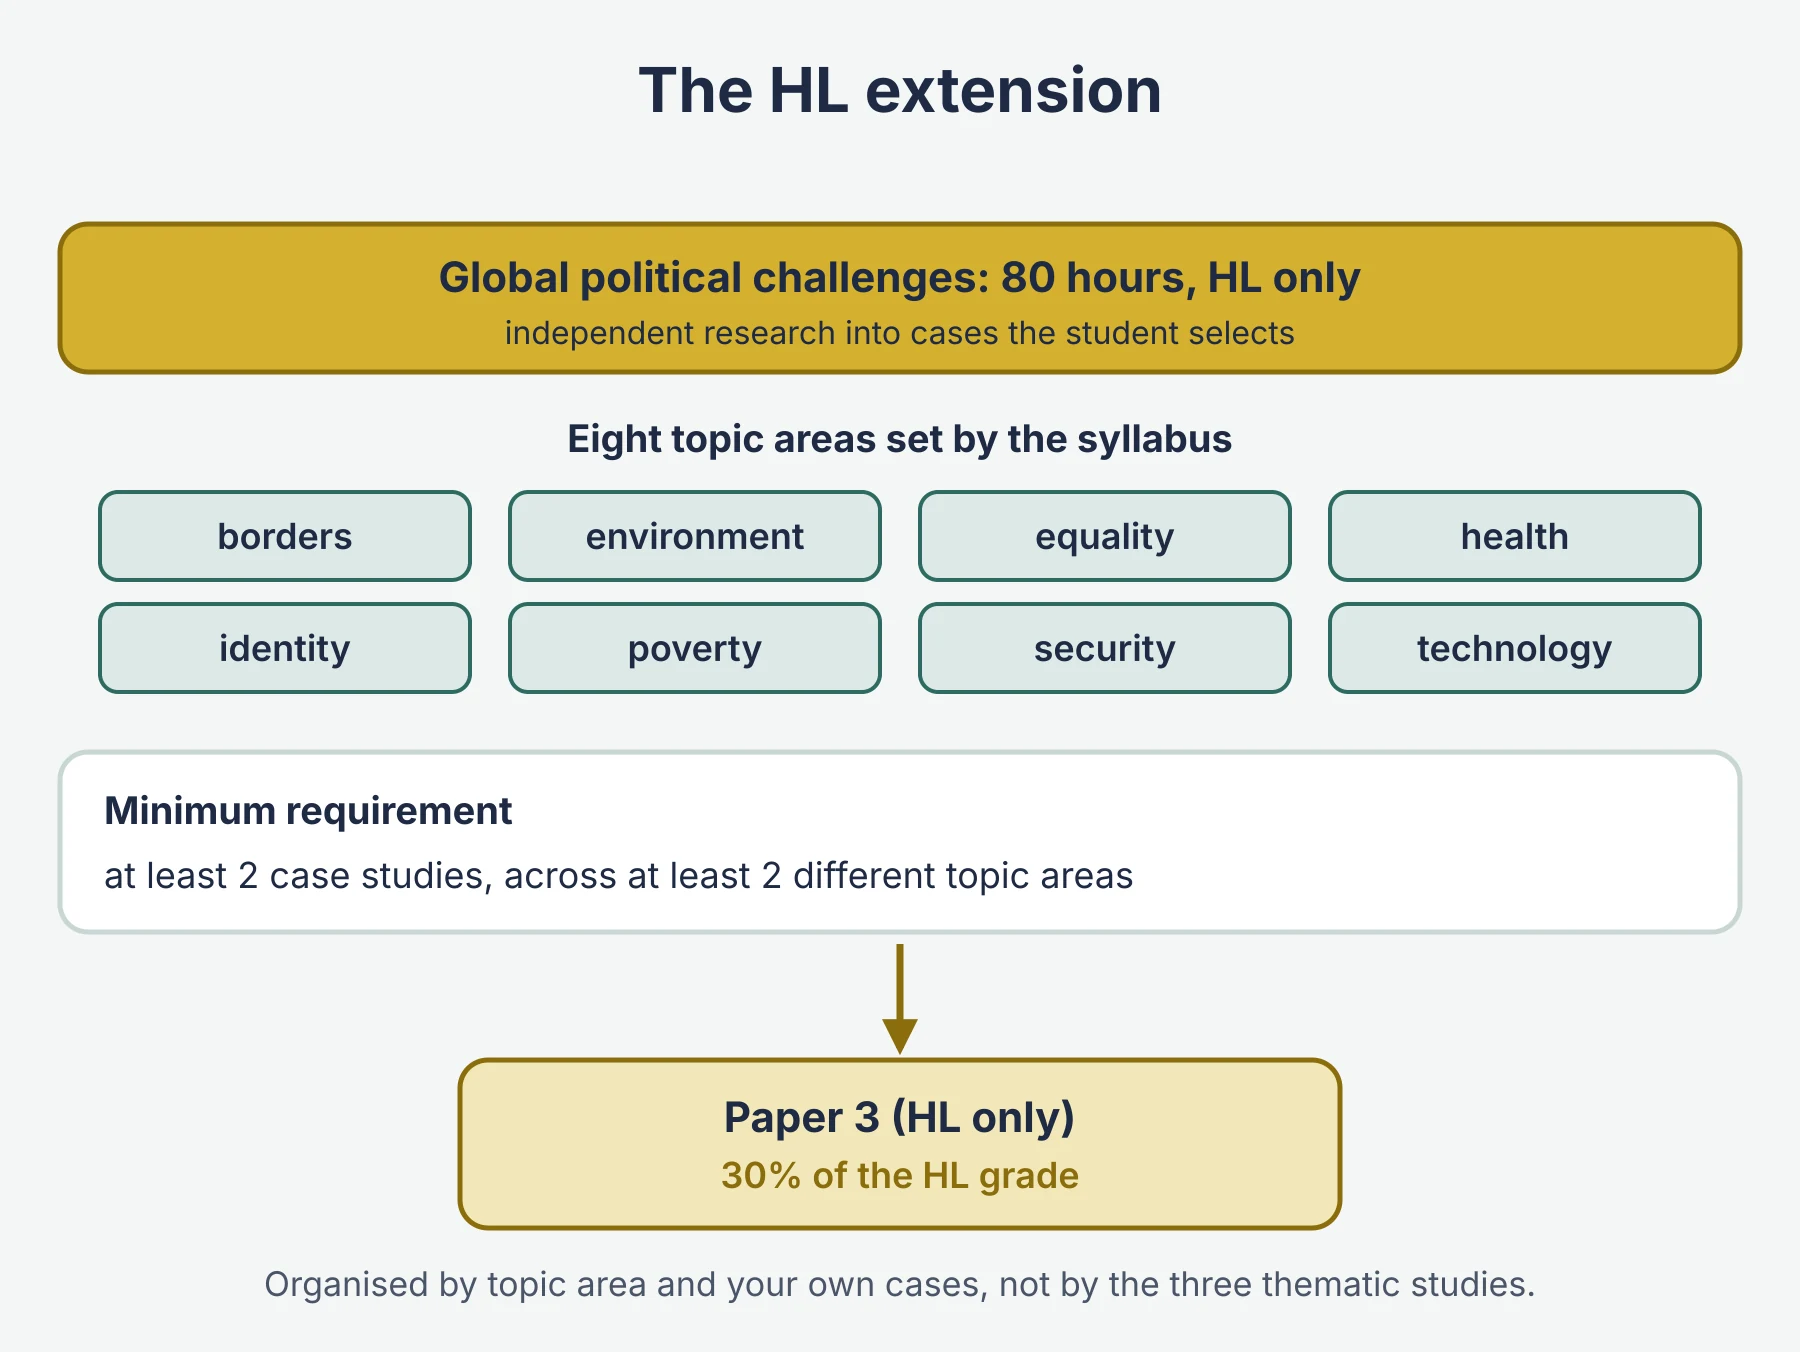 The HL extension
Global political challenges: 80 hours, HL only
independent research into cases the student selects
Eight topic areas set by the syllabus
borders
environment
equality
health
identity
poverty
security
technology
Minimum requirement
at least 2 case studies, across at least 2 different topic areas
Paper 3 (HL only)
30% of the HL grade
Organised by topic area and your own cases, not by the three thematic studies.